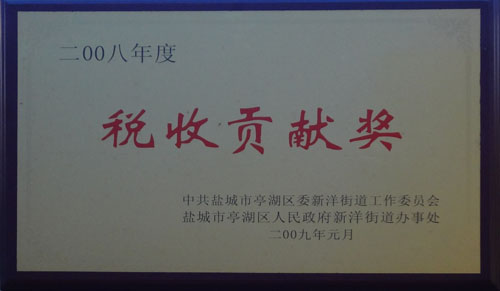 二00八年度
税收贡献奖
中共盐城市亭湖区委新洋街道工作委员会
盐城市亭湖区人民政府新洋街道办事处
二00九年元月